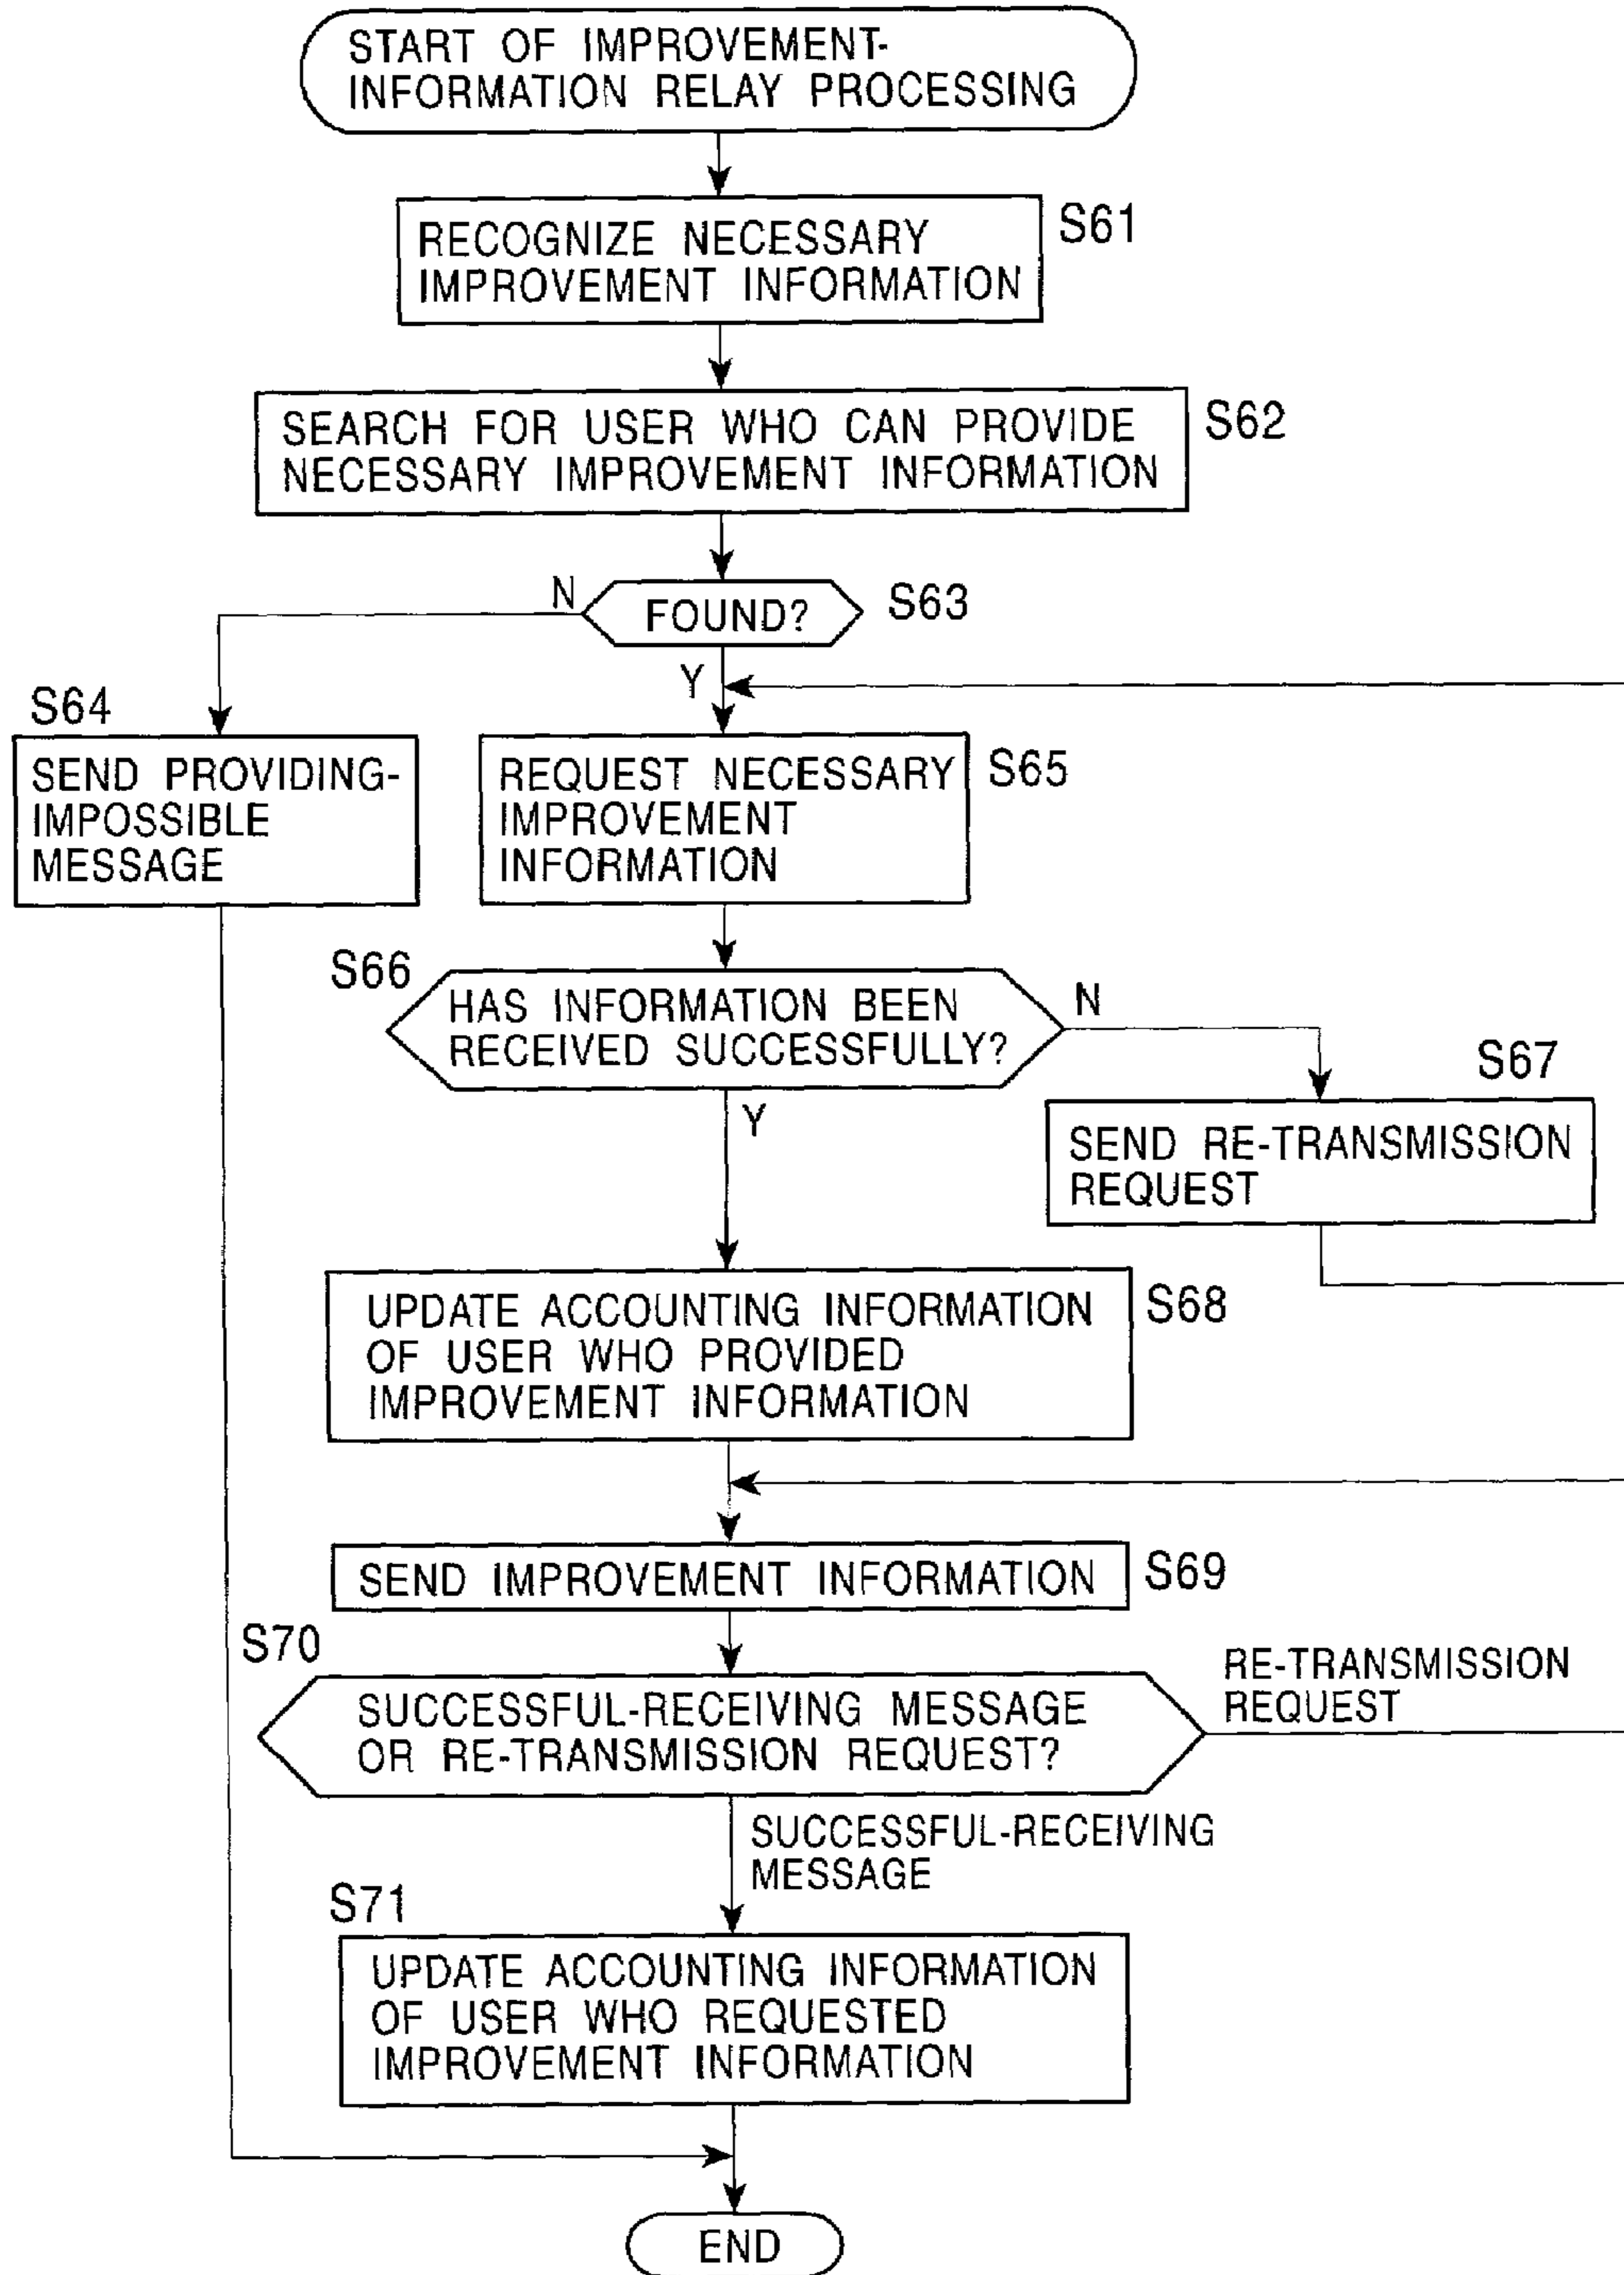 START OF IMPROVEMENT-
INFORMATION RELAY PROCESSING
RECOGNIZE NECESSARY
IMPROVEMENT INFORMATION
S61
SEARCH FOR USER WHO CAN PROVIDE
NECESSARY IMPROVEMENT INFORMATION
S62
FOUND?
S63
N
Y
S64
SEND PROVIDING-
IMPOSSIBLE
MESSAGE
REQUEST NECESSARY
IMPROVEMENT
INFORMATION
S65
S66
HAS INFORMATION BEEN
RECEIVED SUCCESSFULLY?
N
Y
S67
SEND RE-TRANSMISSION
REQUEST
UPDATE ACCOUNTING INFORMATION
OF USER WHO PROVIDED
IMPROVEMENT INFORMATION
S68
SEND IMPROVEMENT INFORMATION
S69
S70
SUCCESSFUL-RECEIVING MESSAGE
OR RE-TRANSMISSION REQUEST?
RE-TRANSMISSION
REQUEST
SUCCESSFUL-RECEIVING
MESSAGE
S71
UPDATE ACCOUNTING INFORMATION
OF USER WHO REQUESTED
IMPROVEMENT INFORMATION
END